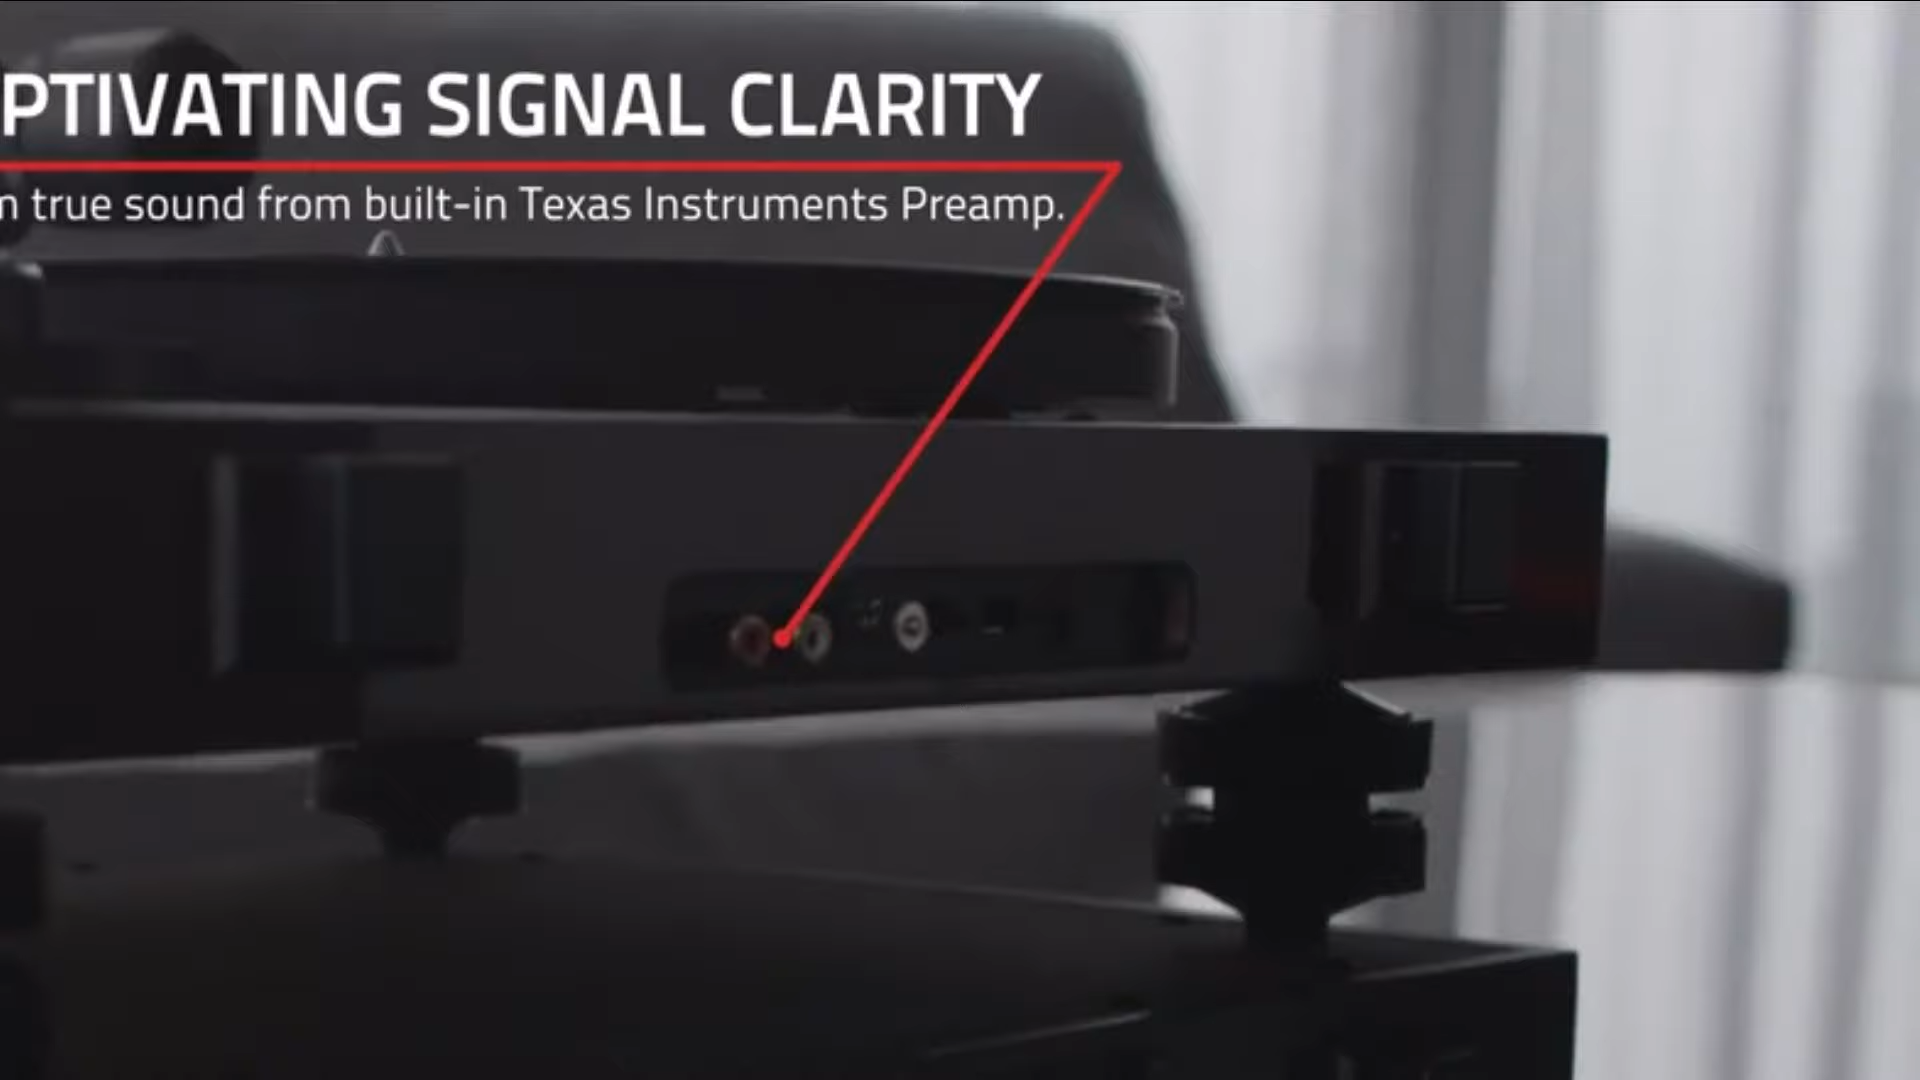 PTIVATING SIGNAL CLARITY
true sound from built-in Texas Instruments Preamp.